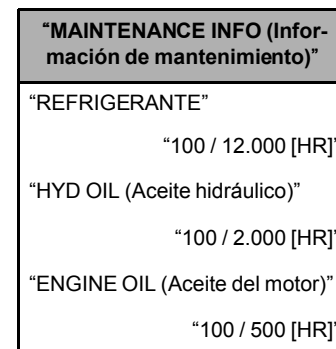 “MAINTENANCE INFO (Infor-
mación de mantenimiento)”
“REFRIGERANTE”
“100 / 12.000 [HR]”
“HYD OIL (Aceite hidráulico)”
“100 / 2.000 [HR]”
“ENGINE OIL (Aceite del motor)”
“100 / 500 [HR]”